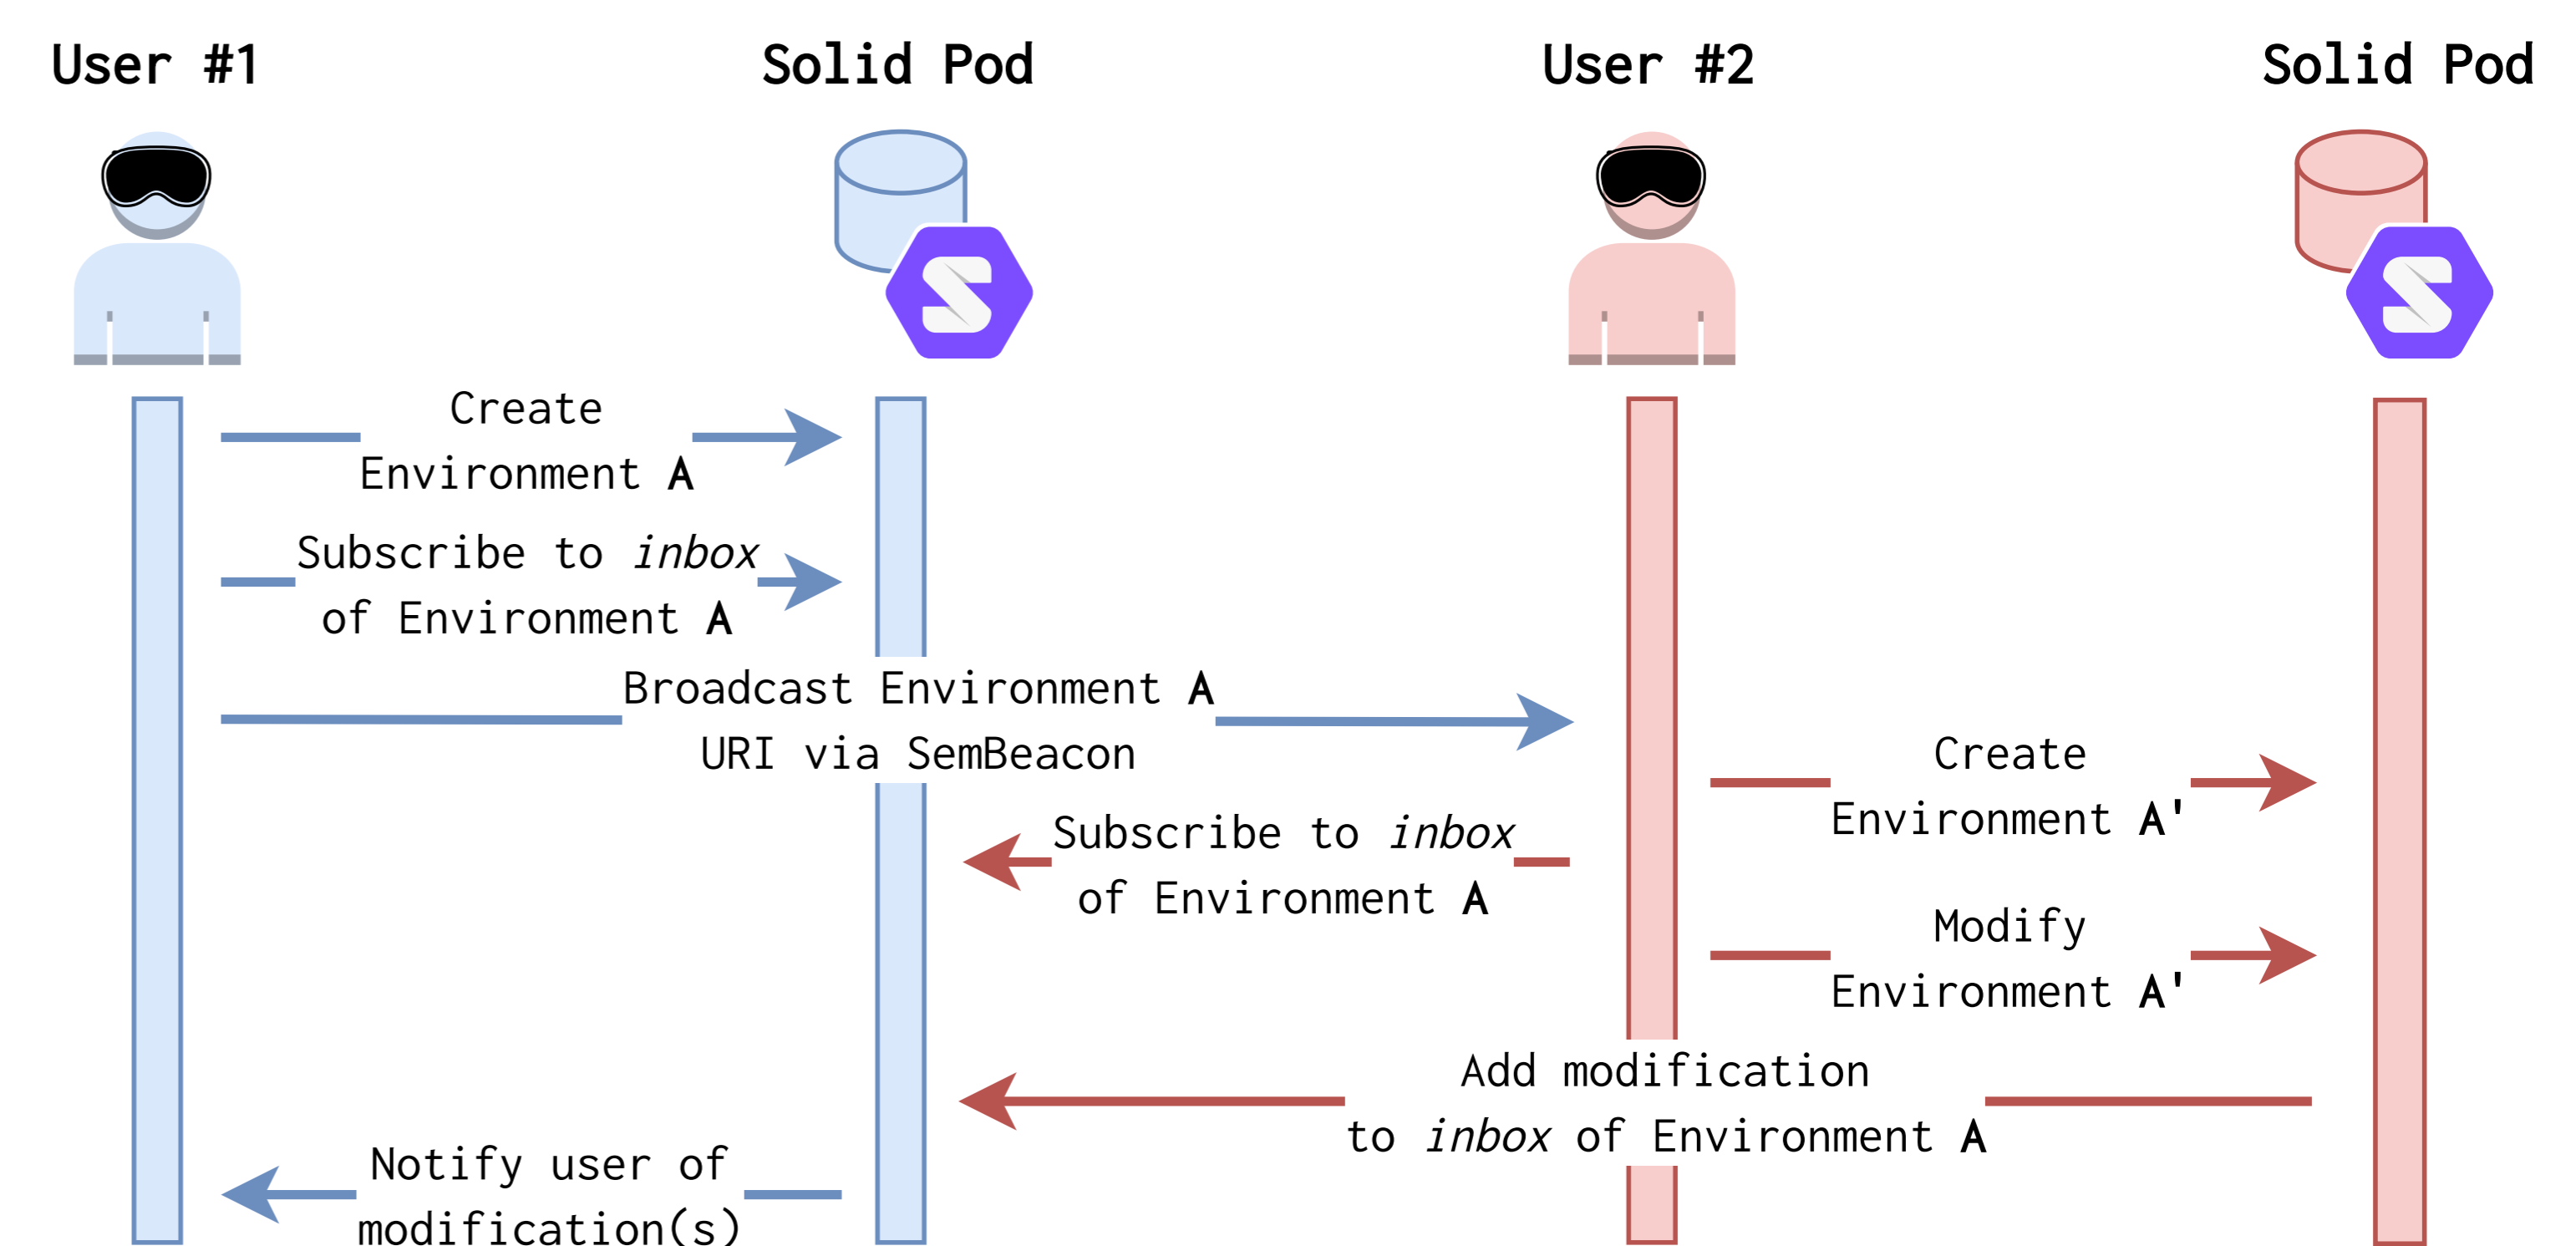 User #1
Solid Pod
User #2
Solid Pod
Create
Environment A
Subscribe to inbox
of Environment A
Broadcast Environment A
URI via SemBeacon
Create
Environment A'
Subscribe to inbox
of Environment A
Modify
Environment A'
Add modification
to inbox of Environment A
Notify user of
modification(s)